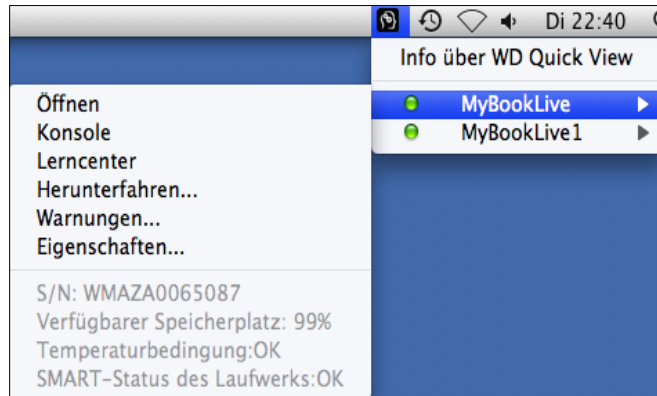 Di 22:40
Info über WD Quick View
MyBookLive
MyBookLive1
Öffnen
Konsole
Lerncenter
Herunterfahren...
Warnungen...
Eigenschaften...
S/N: WMAZA0065087
Verfügbarer Speicherplatz: 99%
Temperaturbedingung:OK
SMART-Status des Laufwerks:OK